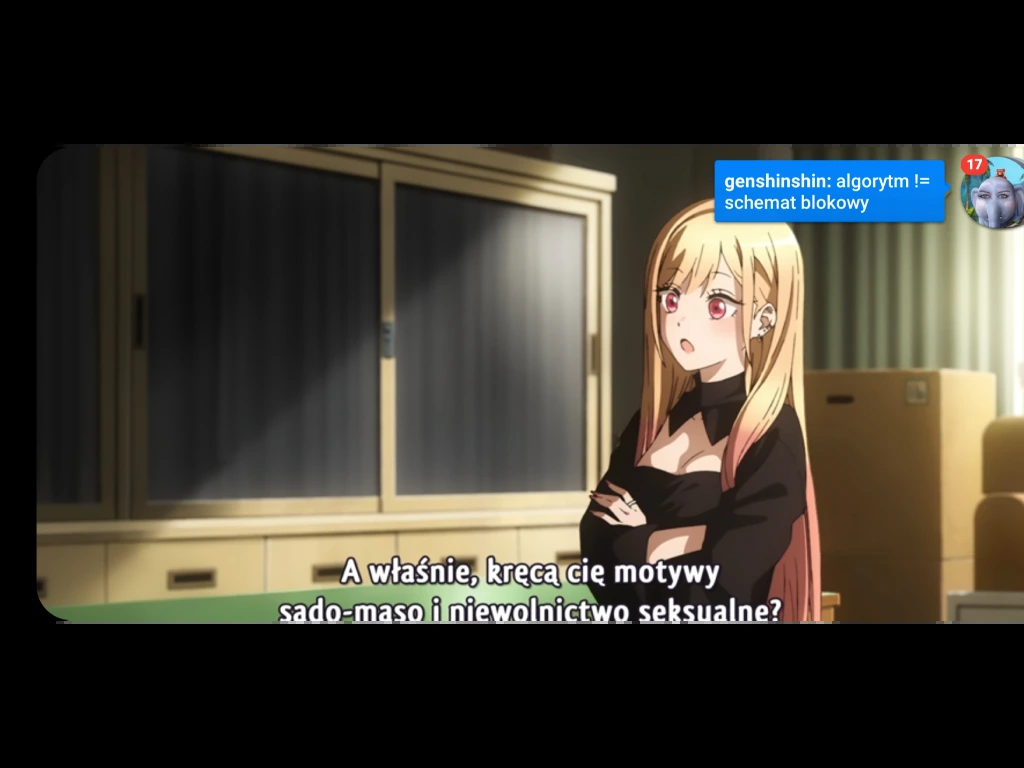 17
genshinshin: algorytm !=
schemat blokowy
A właśnie, kręcą cię motywy
sado-maso i niewolnictwo seksualne?